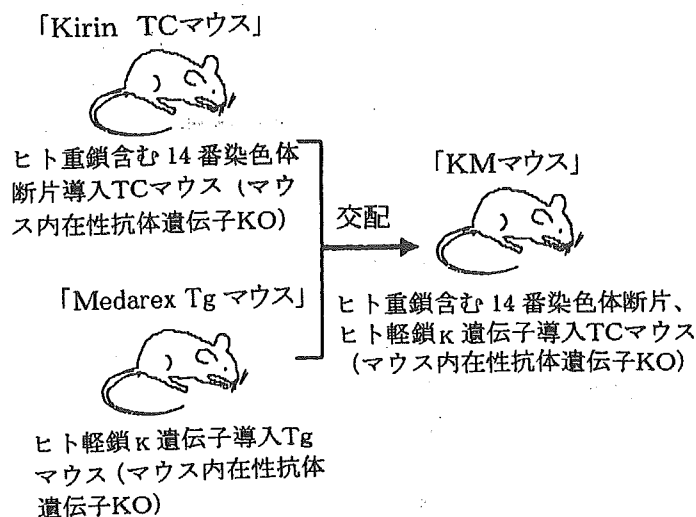 「Kirin TCマウス」
ヒト重鎖含む 14 番染色体
断片導入TCマウス (マウ
ス内在性抗体遺伝子KO)
「Medarex Tg マウス」
ヒト軽鎖 κ 遺伝子導入Tg
マウス (マウス内在性抗体
遺伝子KO)
交配
「KMマウス」
ヒト重鎖含む 14 番染色体断片、
ヒト軽鎖 κ 遺伝子導入TCマウス
(マウス内在性抗体遺伝子KO)